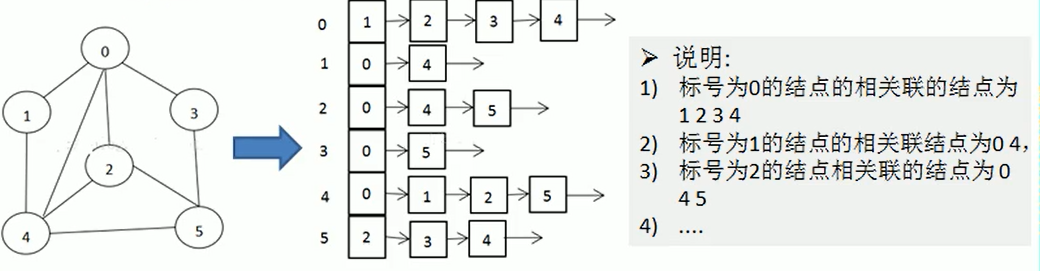 0
1
3
2
4
5
0 1 2 3 4
1 0 4
2 0 4 5
3 0 5
4 0 1 2 5
5 2 3 4
➢ 说明:
1) 标号为0的结点的相关联的结点为
1 2 3 4
2) 标号为1的结点的相关联结点为0 4，
3) 标号为2的结点相关联的结点为0
4 5
4) ....